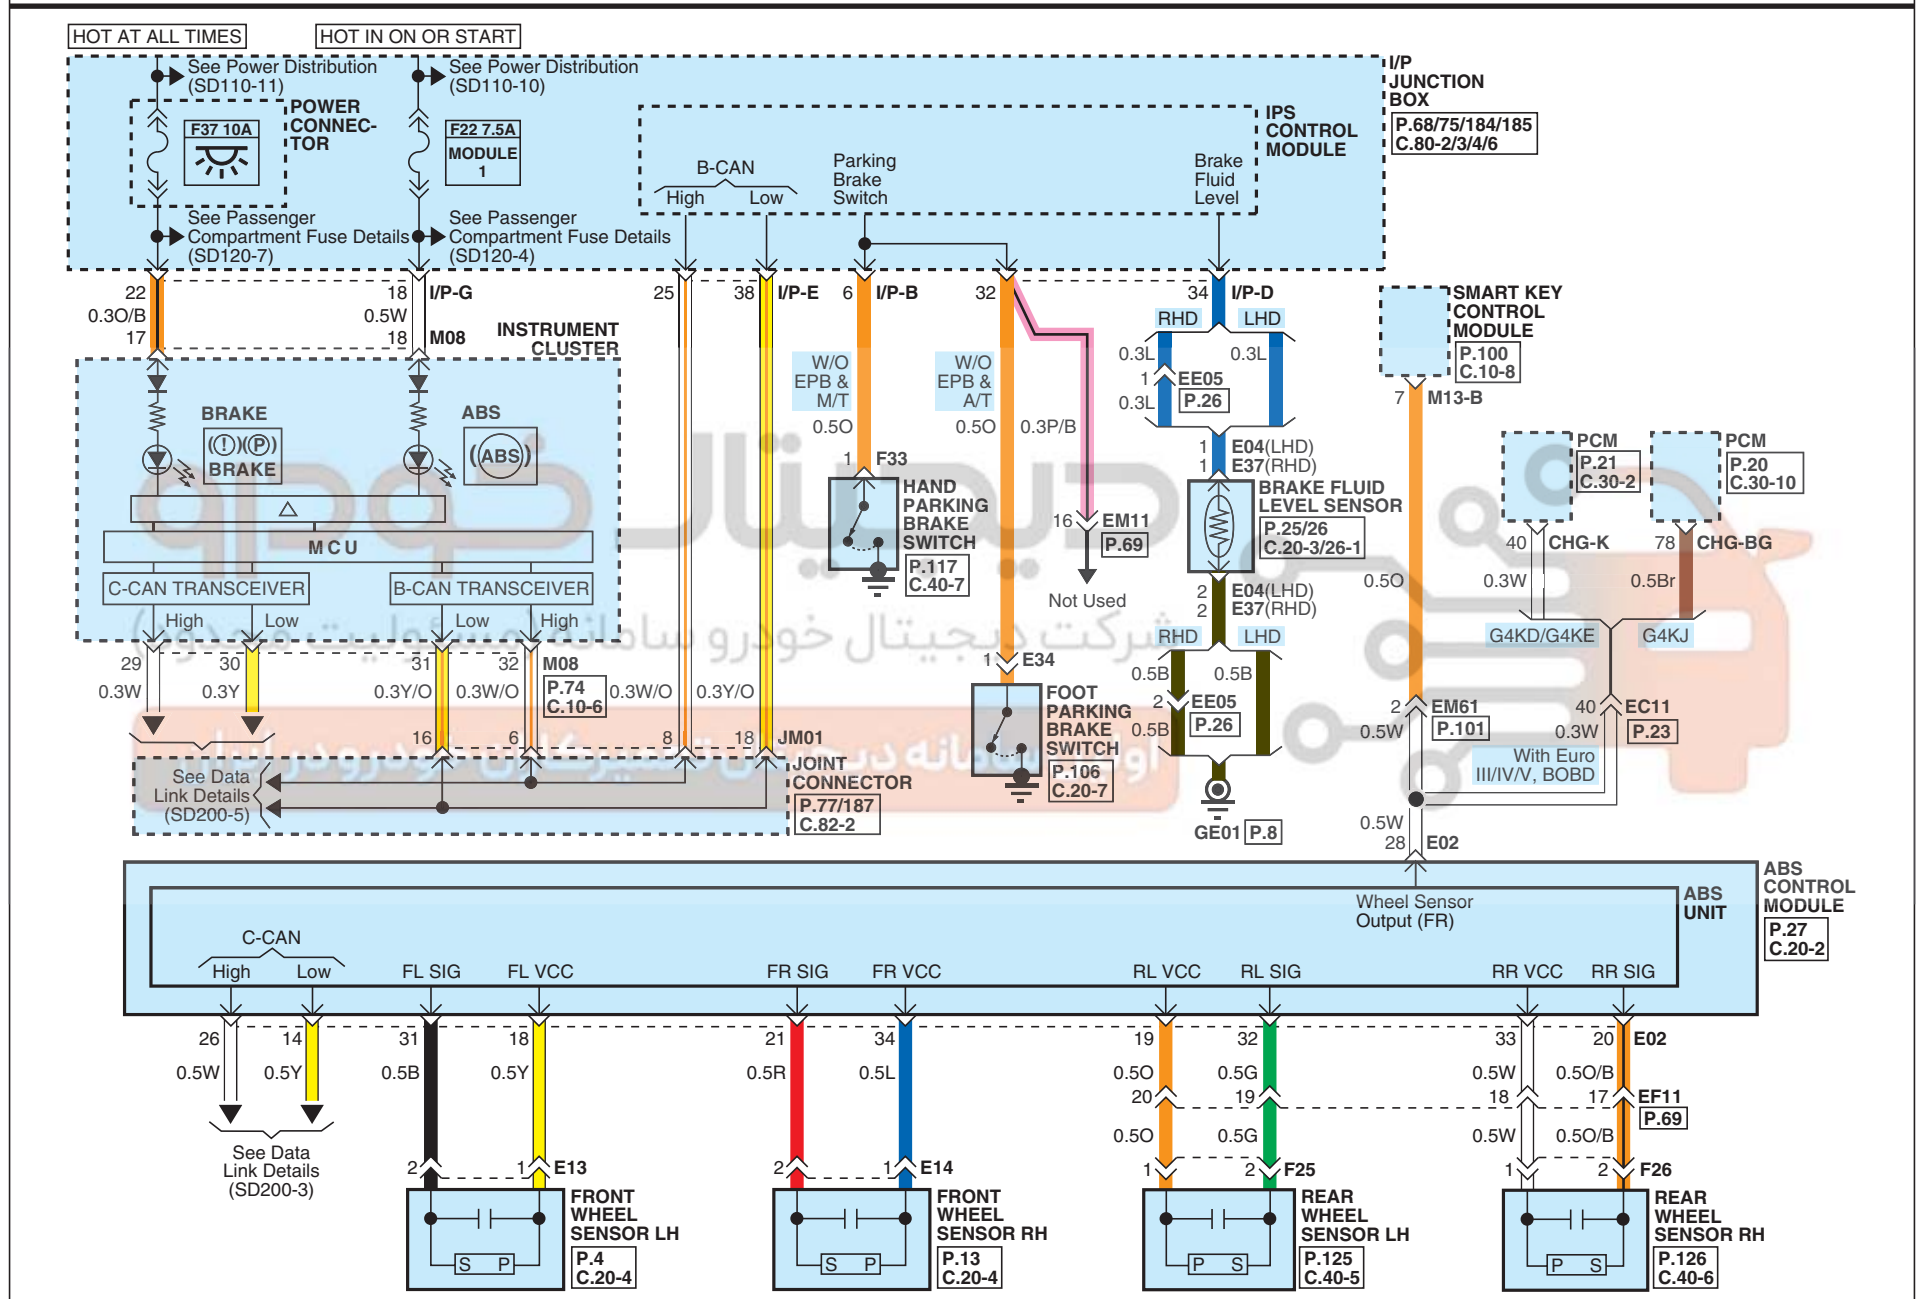 HOT AT ALL TIMES
HOT IN ON OR START
See Power Distribution
(SD110-11)
See Power Distribution
(SD110-10)
I/P
JUNCTION
BOX
P.68/75/184/185
C.80-2/3/4/6
POWER
CONNEC-
TOR
F37 10A
F22 7.5A
MODULE
1
IPS
CONTROL
MODULE
B-CAN
High
Low
Parking
Brake
Switch
Brake
Fluid
Level
See Passenger
Compartment Fuse Details
(SD120-7)
See Passenger
Compartment Fuse Details
(SD120-4)
22
18 I/P-G
25
38 I/P-E
6 I/P-B
32
34 I/P-D
0.3O/B
0.5W
17
18 M08
INSTRUMENT
CLUSTER
SMART KEY
CONTROL
MODULE
P.100
C.10-8
7 M13-B
RHD
LHD
0.3L
0.3L
1 EE05
P.26
0.3L
W/O
EPB &
M/T
0.5O
W/O
EPB &
A/T
0.5O
0.3P/B
BRAKE
BRAKE
ABS
(ABS)
MCU
C-CAN TRANSCEIVER
B-CAN TRANSCEIVER
High
Low
Low
High
1 F33
HAND
PARKING
BRAKE
SWITCH
P.117
C.40-7
16 EM11
P.69
Not Used
1 E04(LHD)
1 E37(RHD)
BRAKE FLUID
LEVEL SENSOR
P.25/26
C.20-3/26-1
2 E04(LHD)
2 E37(RHD)
RHD
LHD
0.5B
0.5B
2 EE05
P.26
0.5B
GE01 P.8
PCM
P.21
C.30-2
PCM
P.20
C.30-10
40 CHG-K
78 CHG-BG
0.5O
0.3W
0.5Br
G4KD/G4KE
G4KJ
2 EM61
P.101
40 EC11
P.23
0.5W
0.3W
With Euro
III/IV/V, BOBD
0.5W
28 E02
دیجیتال خودرو
شرکت دیجیتال خودرو سامانه (مسئولیت محدود)
29
30
31
32 M08
P.74
C.10-6
0.3W
0.3Y
0.3Y/O
0.3W/O
0.3W/O
0.3Y/O
16
6
8
18 JM01
JOINT
CONNECTOR
P.77/187
C.82-2
See Data
Link Details
(SD200-5)
1 E34
FOOT
PARKING
BRAKE
SWITCH
P.106
C.20-7
ABS
CONTROL
MODULE
P.27
C.20-2
ABS
UNIT
Wheel Sensor
Output (FR)
C-CAN
High
Low
FL SIG
FL VCC
FR SIG
FR VCC
RL VCC
RL SIG
RR VCC
RR SIG
26
14
31
18
21
34
19
32
33
20 E02
0.5W
0.5Y
0.5B
0.5Y
0.5R
0.5L
0.5O
0.5G
0.5W
0.5O/B
20
19
18
17 EF11
P.69
0.5O
0.5G
0.5W
0.5O/B
See Data
Link Details
(SD200-3)
2
1 E13
2
1 E14
1
2 F25
1
2 F26
FRONT
WHEEL
SENSOR LH
P.4
C.20-4
FRONT
WHEEL
SENSOR RH
P.13
C.20-4
REAR
WHEEL
SENSOR LH
P.125
C.40-5
REAR
WHEEL
SENSOR RH
P.126
C.40-6
S P
S P
P S
P S